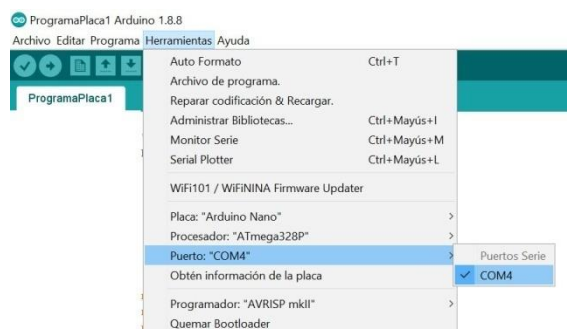 ProgramaPlaca1 Arduino 1.8.8
Archivo Editar Programa Herramientas Ayuda
ProgramaPlaca1
Auto Formato Ctrl+T
Archivo de programa.
Reparar codificación & Recargar.
Administrar Bibliotecas... Ctrl+Mayús+I
Monitor Serie Ctrl+Mayús+M
Serial Plotter Ctrl+Mayús+L
WiFi101 / WiFiNINA Firmware Updater
Placa: "Arduino Nano"
Procesador: "ATmega328P"
Puerto: "COM4"
Puertos Serie
Obtén información de la placa
COM4
Programador: "AVRISP mkII"
Quemar Bootloader